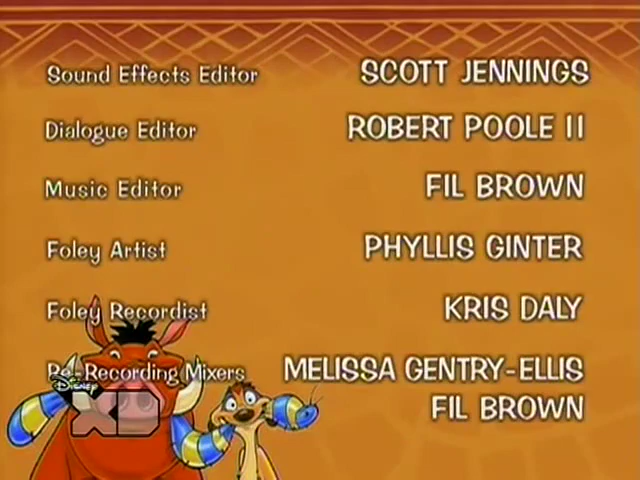 Sound Effects Editor SCOTT JENNINGS
Dialogue Editor ROBERT POOLE II
Music Editor FIL BROWN
Foley Artist PHYLLIS GINTER
Foley Recordist KRIS DALY
Re-Recording Mixers MELISSA GENTRY-ELLIS
FIL BROWN
Disney
XD